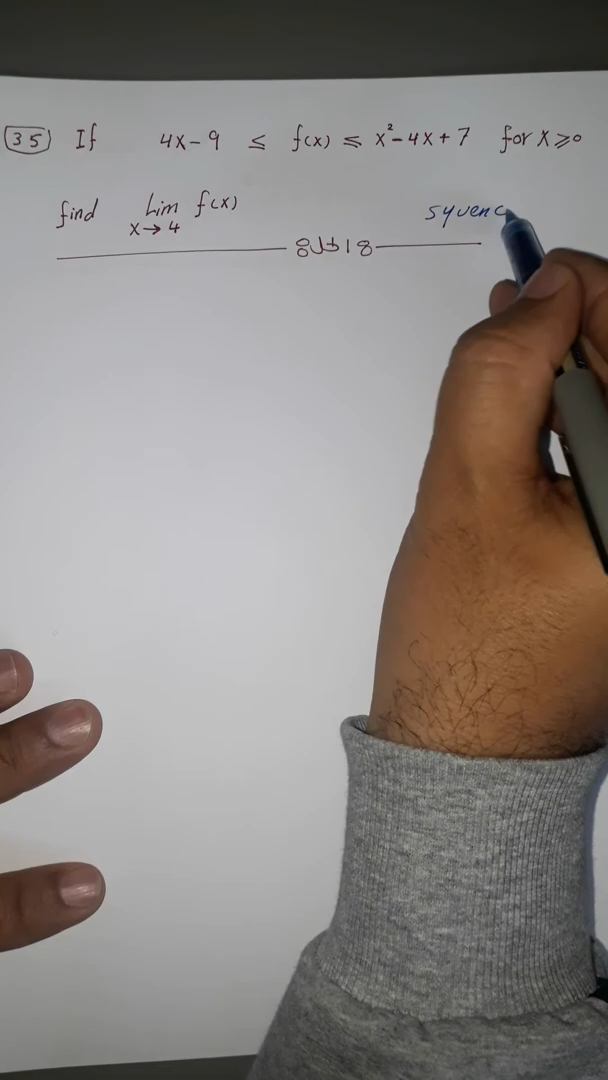 35 If 4x-9 ≤ f(x) ≤ x²-4x+7 for x ≥ 0
find Lim x→4 f(x)
syuenc